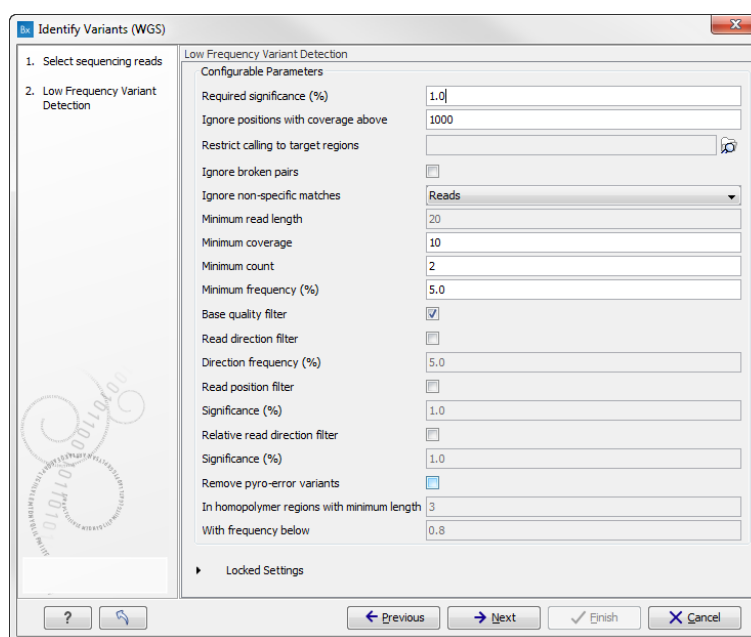 Bx Identify Variants (WGS)
1. Select sequencing reads
2. Low Frequency Variant
Detection
Low Frequency Variant Detection
Configurable Parameters
Required significance (%) 1.0
Ignore positions with coverage above 1000
Restrict calling to target regions
Ignore broken pairs
Ignore non-specific matches Reads
Minimum read length 20
Minimum coverage 10
Minimum count 2
Minimum frequency (%) 5.0
Base quality filter
Read direction filter
Direction frequency (%) 5.0
Read position filter
Significance (%) 1.0
Relative read direction filter
Significance (%) 1.0
Remove pyro-error variants
In homopolymer regions with minimum length 3
With frequency below 0.8
Locked Settings
? Previous Next Finish Cancel